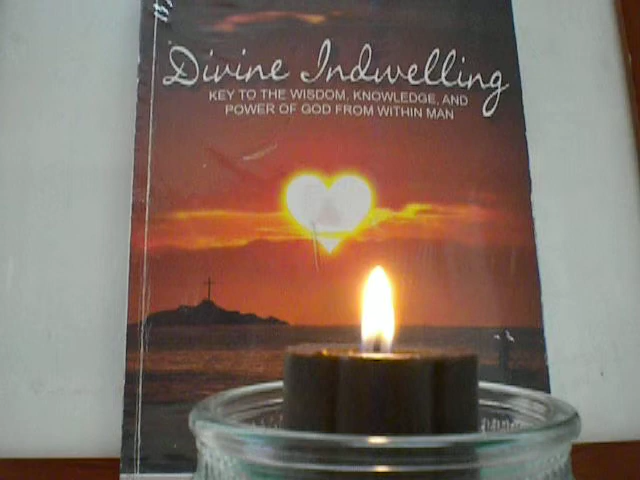 Divine Indwelling
KEY TO THE WISDOM, KNOWLEDGE, AND
POWER OF GOD FROM WITHIN MAN